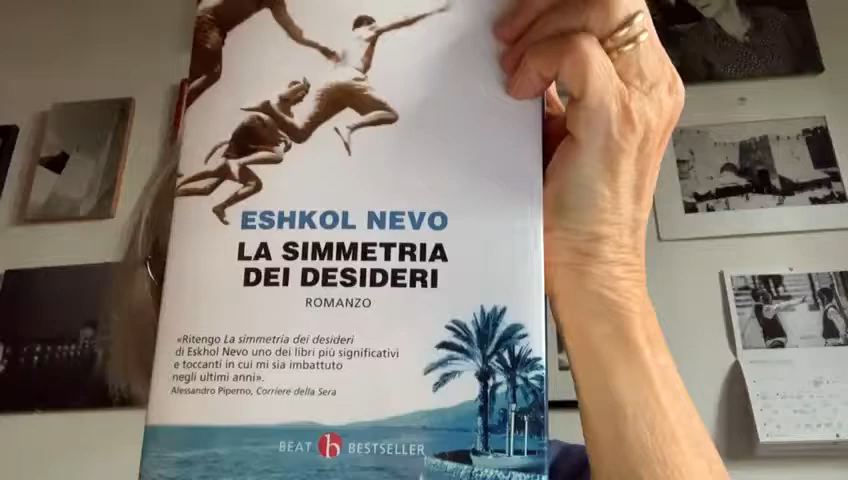 ESHKOL NEVO
LA SIMMETRIA
DEI DESIDERI
ROMANZO
«Ritengo La simmetria dei desideri
di Eskhol Nevo uno dei libri più significativi
e toccanti in cui mi sia imbattuto
negli ultimi anni».
Alessandro Piperno, Corriere della Sera
BEAT b BESTSELLER